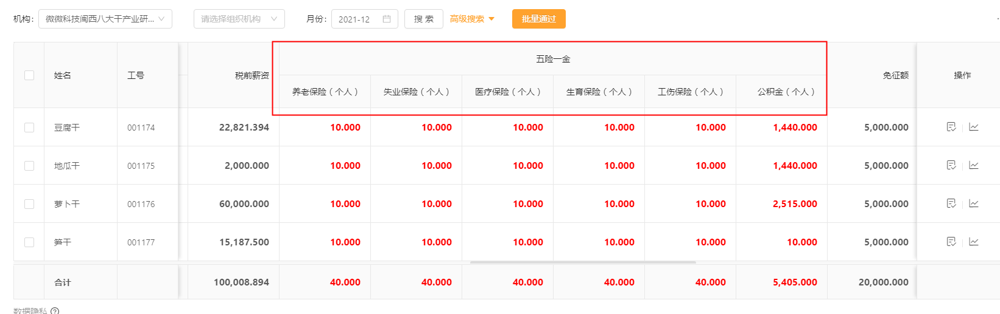 机构: 微微科技闽西八大干产业研... 请选择组织机构 月份: 2021-12 搜 索 高级搜索 批量通过
五险一金
姓名 工号 税前薪资 免征额 操作
养老保险（个人） 失业保险（个人） 医疗保险（个人） 生育保险（个人） 工伤保险（个人） 公积金（个人）
豆腐干 001174 22,821.394 10.000 10.000 10.000 10.000 10.000 1,440.000 5,000.000
地瓜干 001175 2,000.000 10.000 10.000 10.000 10.000 10.000 1,440.000 5,000.000
萝卜干 001176 60,000.000 10.000 10.000 10.000 10.000 10.000 2,515.000 5,000.000
笋干 001177 15,187.500 10.000 10.000 10.000 10.000 10.000 10.000 5,000.000
合计 100,008.894 40.000 40.000 40.000 40.000 40.000 5,405.000 20,000.000
数据隐私